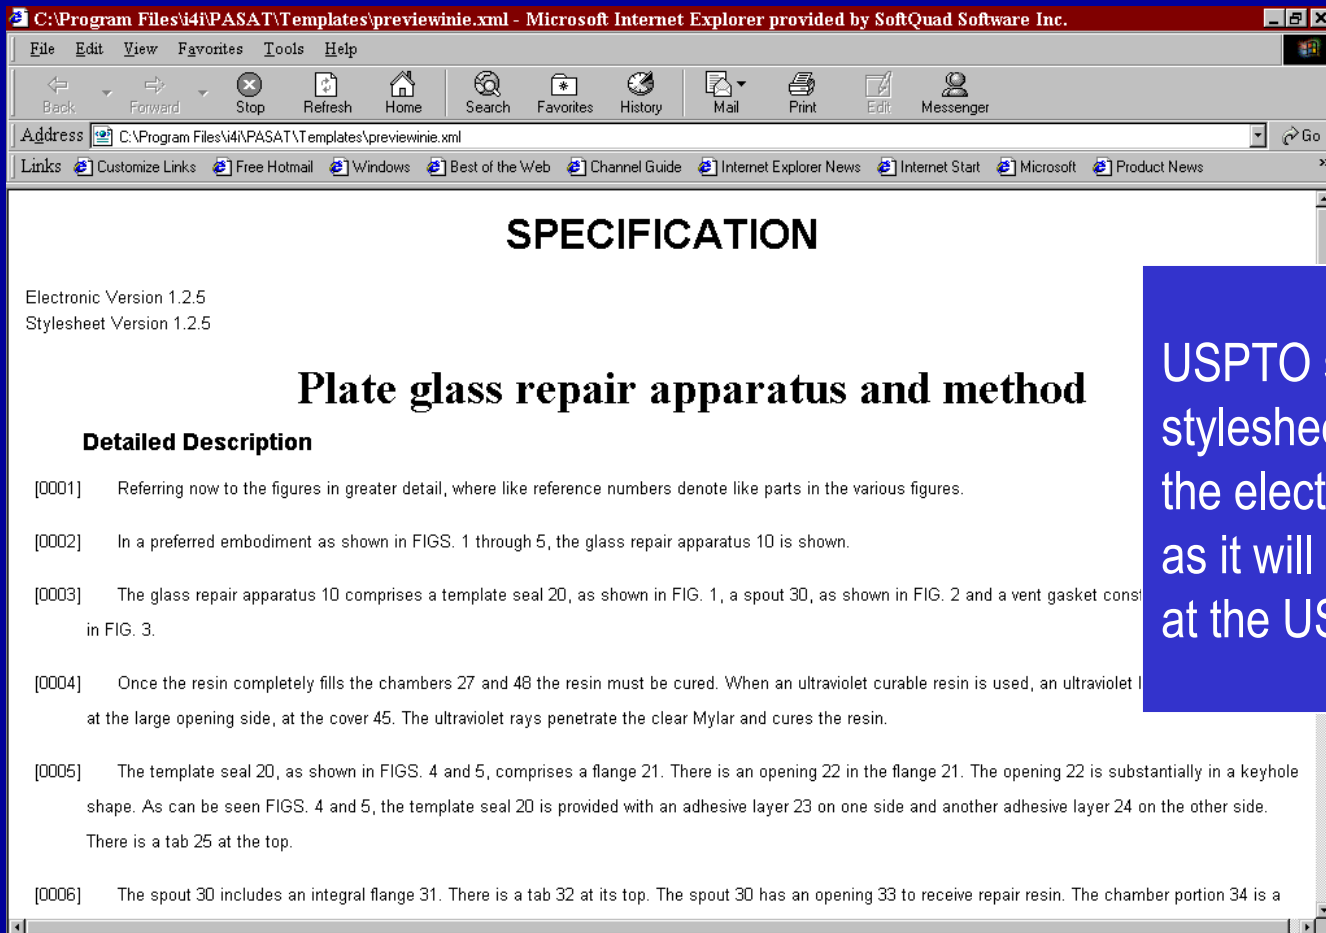 C:\Program Files\i4i\PASAT\Templates\previewinie.xml - Microsoft Internet Explorer provided by SoftQuad Software Inc.
File Edit View Favorites Tools Help
Back Forward Stop Refresh Home Search Favorites History Mail Print Edit Messenger
Address C:\Program Files\i4i\PASAT\Templates\previewinie.xml Go
Links Customize Links Free Hotmail Windows Best of the Web Channel Guide Internet Explorer News Internet Start Microsoft Product News »
SPECIFICATION
Electronic Version 1.2.5
Stylesheet Version 1.2.5
Plate glass repair apparatus and method
Detailed Description
[0001] Referring now to the figures in greater detail, where like reference numbers denote like parts in the various figures.
[0002] In a preferred embodiment as shown in FIGS. 1 through 5, the glass repair apparatus 10 is shown.
[0003] The glass repair apparatus 10 comprises a template seal 20, as shown in FIG. 1, a spout 30, as shown in FIG. 2 and a vent gasket
in FIG. 3.
[0004] Once the resin completely fills the chambers 27 and 48 the resin must be cured. When an ultraviolet curable resin is used, an ultraviolet
at the large opening side, at the cover 45. The ultraviolet rays penetrate the clear Mylar and cures the resin.
[0005] The template seal 20, as shown in FIGS. 4 and 5, comprises a flange 21. There is an opening 22 in the flange 21. The opening 22 is substantially in a keyhole
shape. As can be seen FIGS. 4 and 5, the template seal 20 is provided with an adhesive layer 23 on one side and another adhesive layer 24 on the other side.
There is a tab 25 at the top.
[0006] The spout 30 includes an integral flange 31. There is a tab 32 at its top. The spout 30 has an opening 33 to receive repair resin. The chamber portion 34 is a
USPTO
the
as it will
at the